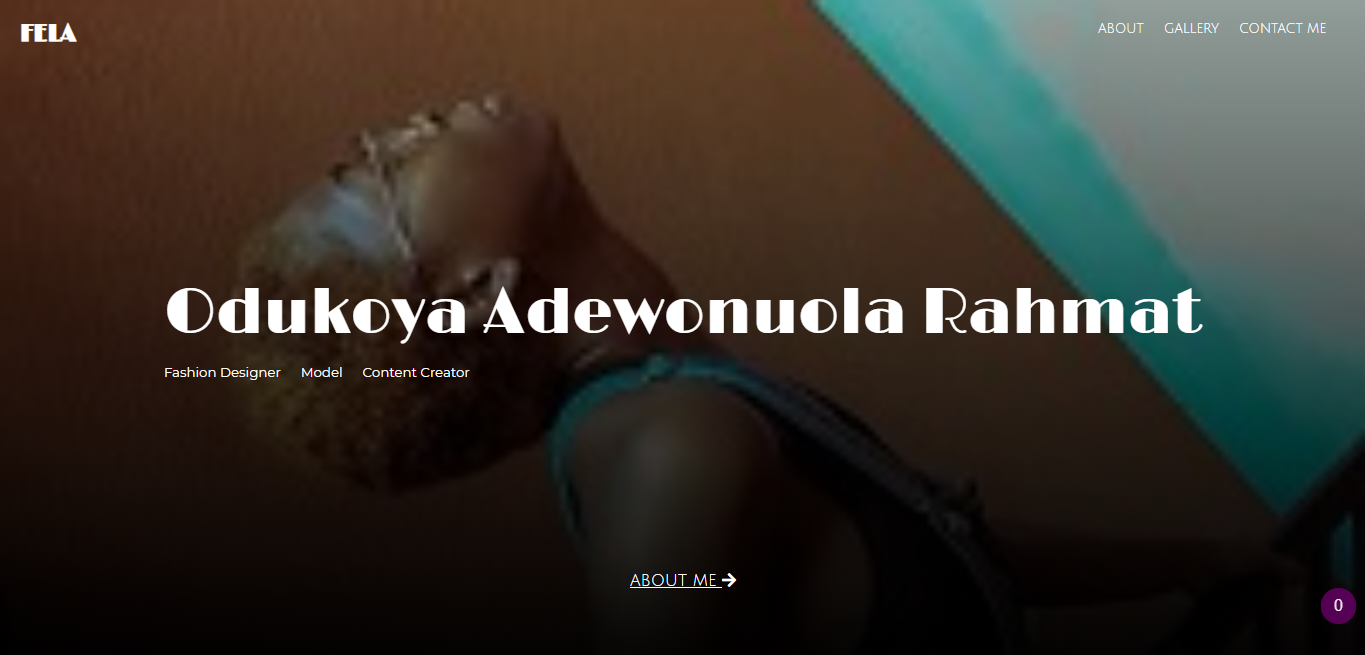 FELA
ABOUT GALLERY CONTACT ME
Odukoya Adewonuola Rahmat
Fashion Designer Model Content Creator
ABOUT ME
0